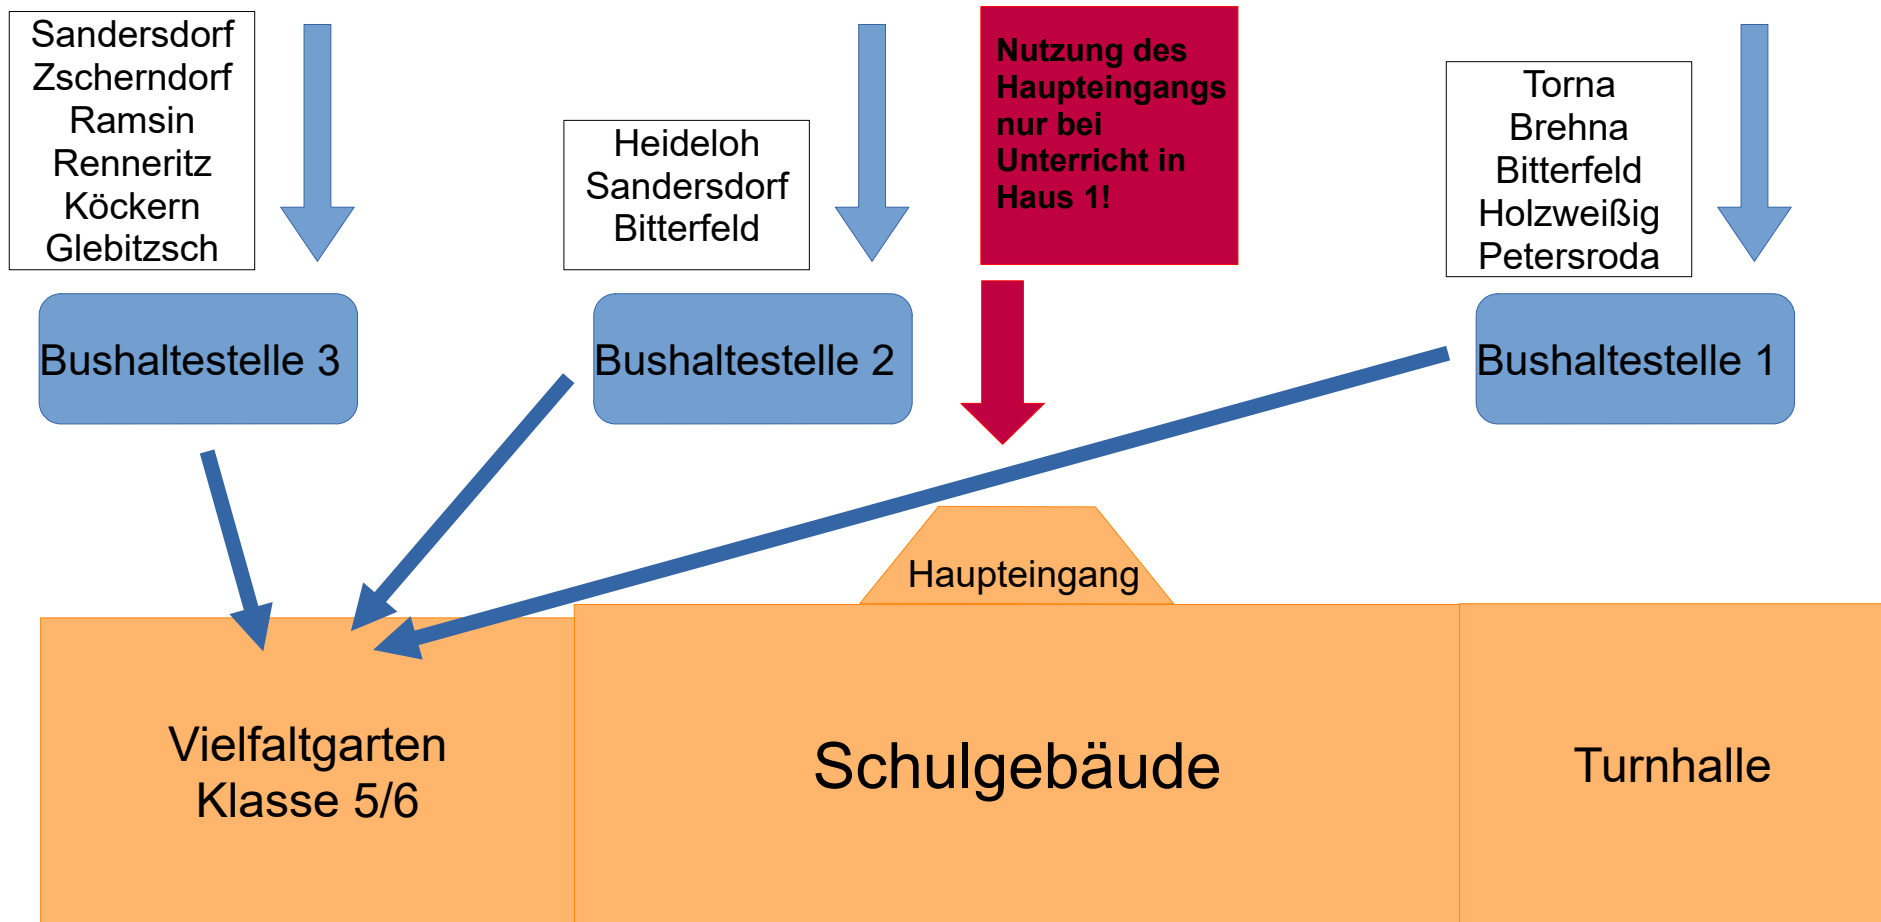 Sandersdorf
Zscherndorf
Ramsin
Renneritz
Köckern
Glebitzsch
Heideloh
Sandersdorf
Bitterfeld
Nutzung des
Haupteingangs
nur bei
Unterricht in
Haus 1!
Torna
Brehna
Bitterfeld
Holzweißig
Petersroda
Bushaltestelle 3
Bushaltestelle 2
Bushaltestelle 1
Haupteingang
Vielfaltgarten
Klasse 5/6
Schulgebäude
Turnhalle